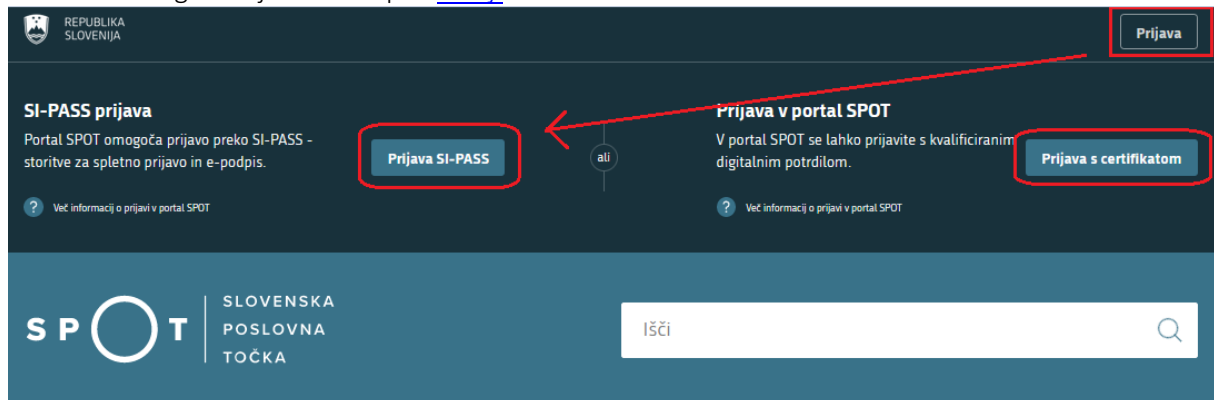 REPUBLIKA
SLOVENIJA
Prijava
SI-PASS prijava
Portal SPOT omogoča prijavo preko SI-PASS -
storitve za spletno prijavo in e-podpis.
Prijava SI-PASS
? Več informacij o prijavi v portal SPOT
ali
Prijava v portal SPOT
V portal SPOT se lahko prijavite s kvalificiranim
digitalnim potrdilom.
Prijava s certifikatom
? Več informacij o prijavi v portal SPOT
SPOT
SLOVENSKA
POSLOVNA
TOČKA
Išči